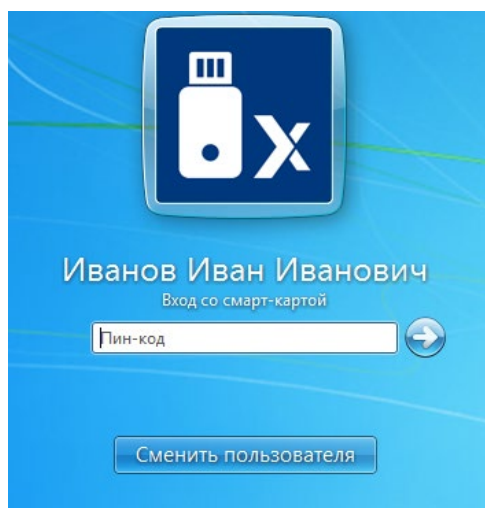 Иванов Иван Иванович
Вход со смарт-картой
Пин-код
Сменить пользователя